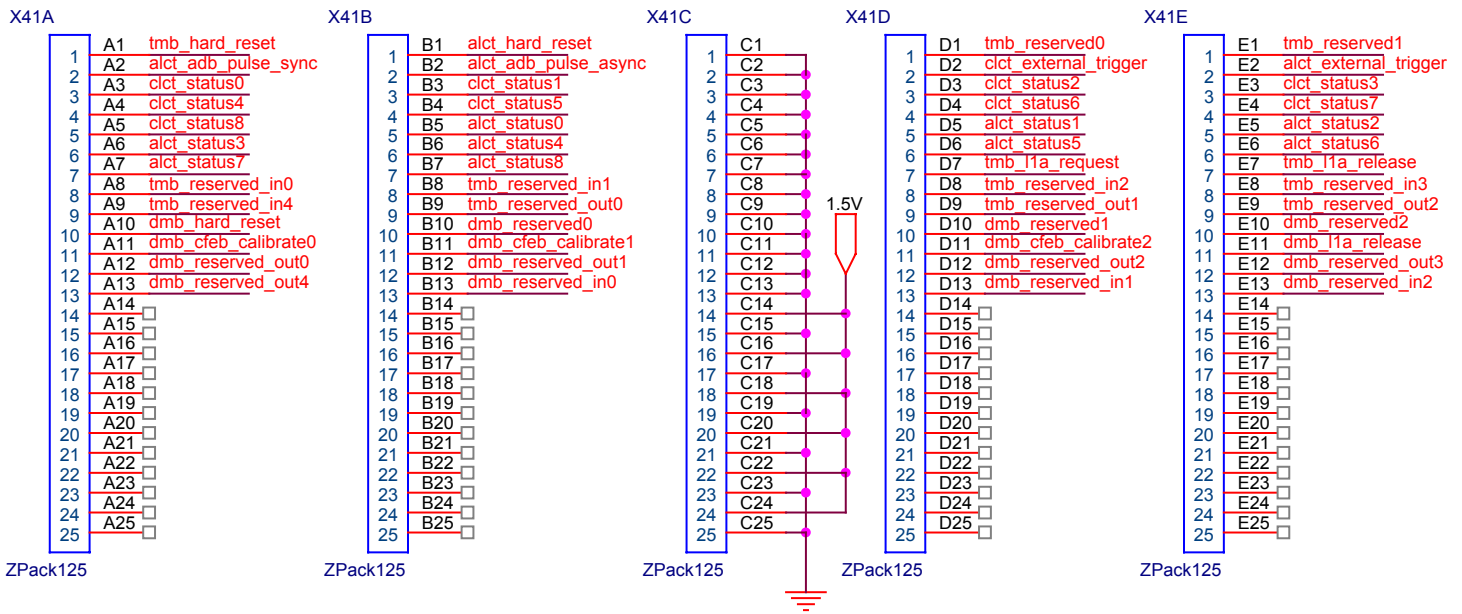 X41A
X41B
X41C
X41D
X41E
1 A1 tmb_hard_reset
2 A2 alct_adb_pulse_sync
3 A3 clct_status0
4 A4 clct_status4
5 A5 clct_status8
6 A6 alct_status3
7 A7 alct_status7
8 A8 tmb_reserved_in0
9 A9 tmb_reserved_in4
10 A10 dmb_hard_reset
11 A11 dmb_cfeb_calibrate0
12 A12 dmb_reserved_out0
13 A13 dmb_reserved_out4
14 A14
15 A15
16 A16
17 A17
18 A18
19 A19
20 A20
21 A21
22 A22
23 A23
24 A24
25 A25
ZPack125
1 B1 alct_hard_reset
2 B2 alct_adb_pulse_async
3 B3 clct_status1
4 B4 clct_status5
5 B5 alct_status0
6 B6 alct_status4
7 B7 alct_status8
8 B8 tmb_reserved_in1
9 B9 tmb_reserved_out0
10 B10 dmb_reserved0
11 B11 dmb_cfeb_calibrate1
12 B12 dmb_reserved_out1
13 B13 dmb_reserved_in0
14 B14
15 B15
16 B16
17 B17
18 B18
19 B19
20 B20
21 B21
22 B22
23 B23
24 B24
25 B25
ZPack125
1 C1
2 C2
3 C3
4 C4
5 C5
6 C6
7 C7
8 C8
9 C9
10 C10
11 C11
12 C12
13 C13
14 C14
15 C15
16 C16
17 C17
18 C18
19 C19
20 C20
21 C21
22 C22
23 C23
24 C24
25 C25
1.5V
ZPack125
1 D1 tmb_reserved0
2 D2 clct_external_trigger
3 D3 clct_status2
4 D4 clct_status6
5 D5 alct_status1
6 D6 alct_status5
7 D7 tmb_l1a_request
8 D8 tmb_reserved_in2
9 D9 tmb_reserved_out1
10 D10 dmb_reserved1
11 D11 dmb_cfeb_calibrate2
12 D12 dmb_reserved_out2
13 D13 dmb_reserved_in1
14 D14
15 D15
16 D16
17 D17
18 D18
19 D19
20 D20
21 D21
22 D22
23 D23
24 D24
25 D25
ZPack125
1 E1 tmb_reserved1
2 E2 alct_external_trigger
3 E3 clct_status3
4 E4 clct_status7
5 E5 alct_status2
6 E6 alct_status6
7 E7 tmb_l1a_release
8 E8 tmb_reserved_in3
9 E9 tmb_reserved_out2
10 E10 dmb_reserved2
11 E11 dmb_l1a_release
12 E12 dmb_reserved_out3
13 E13 dmb_reserved_in2
14 E14
15 E15
16 E16
17 E17
18 E18
19 E19
20 E20
21 E21
22 E22
23 E23
24 E24
25 E25
ZPack125